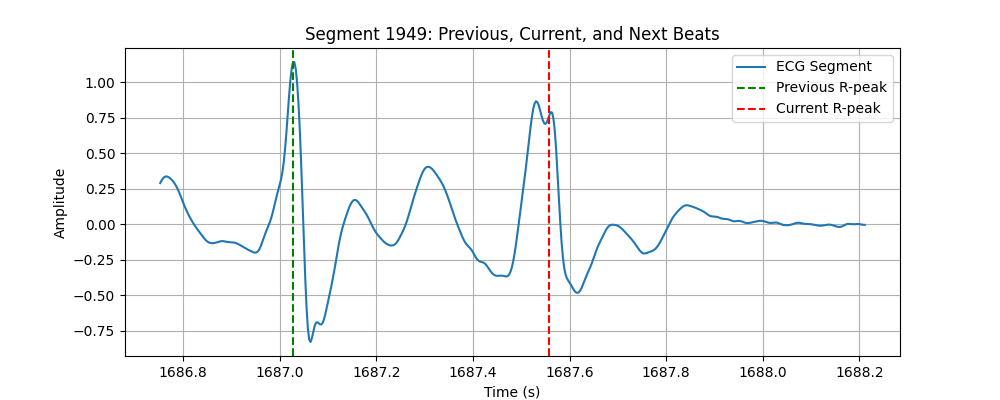 Segment 1949: Previous, Current, and Next Beats
ECG Segment
Previous R-peak
Current R-peak
1.00
0.75
0.50
0.25
0.00
−0.25
−0.50
−0.75
Amplitude
1686.8 1687.0 1687.2 1687.4 1687.6 1687.8 1688.0 1688.2
Time (s)